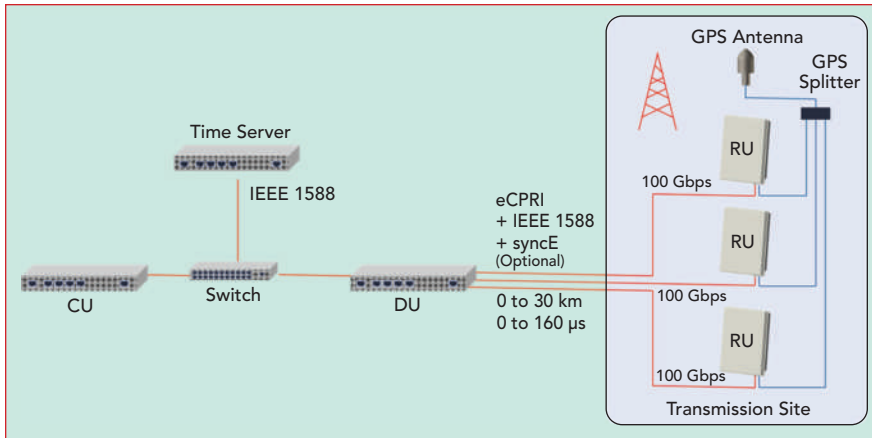 GPS Antenna
GPS
Splitter
Time Server
IEEE 1588
RU
100 Gbps
eCPRI
+ IEEE 1588
+ syncE
(Optional)
RU
100 Gbps
CU
Switch
DU
0 to 30 km
0 to 160 µs
RU
100 Gbps
Transmission Site